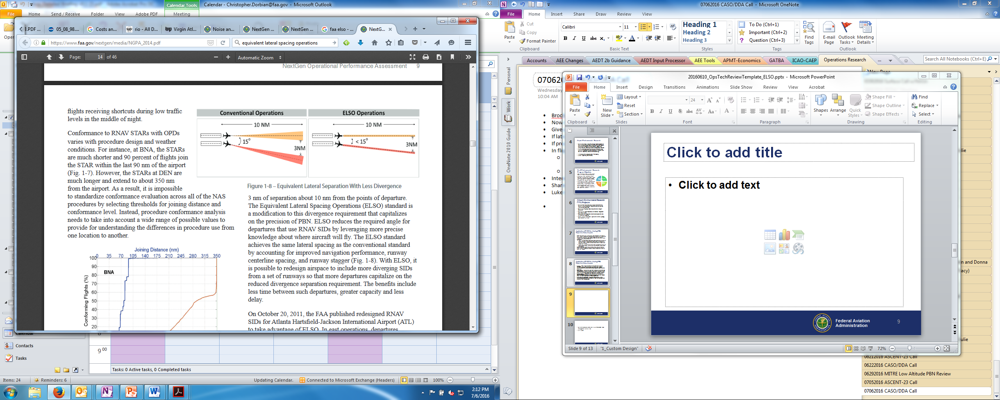 Calendar Tools
Calendar - Christopher.Dorbian@faa.gov - Microsoft Outlook
File Home Send / Receive Folder View Adobe PDF Meeting
3.PDF ... 05_08_98.... Costs an... rio - All D... Virgin Atl... Noise an... NextGen ... NextGen ... faa elso - ... NextG...
https://www.faa.gov/nextgen/media/NGPA_2014.pdf
equivalent lateral spacing operations
Page: 14 of 46
Automatic Zoom
NextGen Operational Performance Assessment 9
flights receiving shortcuts during low traffic
levels in the middle of night.
Conformance to RNAV STARs with OPDs
varies with procedure design and weather
conditions. For instance, at BNA, the STARs
are much shorter and 90 percent of flights join
the STAR within the last 90 nm of the airport
(Fig. 1-7). However, the STARs at DEN are
much longer and extend to about 350 nm
from the airport. As a result, it is impossible
to standardize conformance evaluation across all of the NAS
procedures by selecting thresholds for joining distance and
conformance level. Instead, procedure conformance analysis
needs to take into account a wide range of possible values to
provide for understanding the differences in procedure use from
one location to another.
Joining Distance (nm)
0 35 70 105 140 175 210 245 280 315 350
100
90
80
70
60
50
40
30
20
BNA
Conforming Flights (%)
Conventional Operations
10 NM
15°
3NM
ELSO Operations
10 NM
< 15°
3NM
Figure 1-8 – Equivalent Lateral Separation With Less Divergence
3 nm of separation about 10 nm from the points of departure.
The Equivalent Lateral Spacing Operations (ELSO) standard is
a modification to this divergence requirement that capitalizes
on the precision of PBN. ELSO reduces the required angle for
departures that use RNAV SIDs by leveraging more precise
knowledge about where aircraft will fly. The ELSO standard
achieves the same lateral spacing as the conventional standard
by accounting for improved navigation performance, runway
centerline spacing, and runway stagger (Fig. 1-8). With ELSO, it
is possible to redesign airspace to include more diverging SIDs
from a set of runways so that more departures capitalize on the
reduced divergence separation requirement. The benefits include
less time between such departures, greater capacity and less
delay.
On October 20, 2011, the FAA published redesigned RNAV
SIDs for Atlanta Hartsfield-Jackson International Airport (ATL)
to take advantage of ELSO. In east operations, departures
Calendar
Contacts
Tasks
9 00
Tasks: 0 Active tasks, 0 Completed tasks
Items: 24 Reminders: 6
Updating Calendar. Connected to Microsoft Exchange (Headers) 100%
2:12 PM
7/6/2016
07062016 CASO/DDA Call - Microsoft OneNote
File Home Insert Share Draw Review View
Paste
Cut
Copy
Format Painter
Clipboard
Calibri 11
Basic Text
Heading 1
Heading 2
Heading 3
Styles
To Do (Ctrl+1)
Important (Ctrl+2)
Question (Ctrl+3)
Tags
Find Tags
E-mail Page
Outlook Tasks
Meeting Details
Outlook
Accounts AEE Changes AEDT 2b Guidance AEDT Input Processor AEE Tools APMT-Economics GATBA ICAO-CAEP Operations Research ...
Search All Notebooks (Ctrl+E)
Personal
Work
OneNote 2010 Guide
Wednesday
10:04 AM
Now
Give
If lat
If pro
In fli
Inter
Shar
Luke
20160610_OpsTechReviewTemplate_ELSO.pptx - Microsoft PowerPoint
File Home Insert Design Transitions Animations Slide Show Review View Acrobat
Paste
Clipboard
New Slide
Layout
Reset
Section
Slides
24
Font
Paragraph
Shapes Arrange Quick Styles
Shape Fill
Shape Outline
Shape Effects
Drawing
Find
Replace
Select
Editing
4
5
6
7
8
9
10
Click to add title
• Click to add text
Federal Aviation
Administration
9
Slide 9 of 13 "1_Custom Design" 72%
n and Donna
acy)
06212016 ASCENT-23 Call
06222016 CASO/DDA Call
06292016 MITRE Low Altitude PBN Review
07052016 ASCENT-23 Call
07062016 CASO/DDA Call